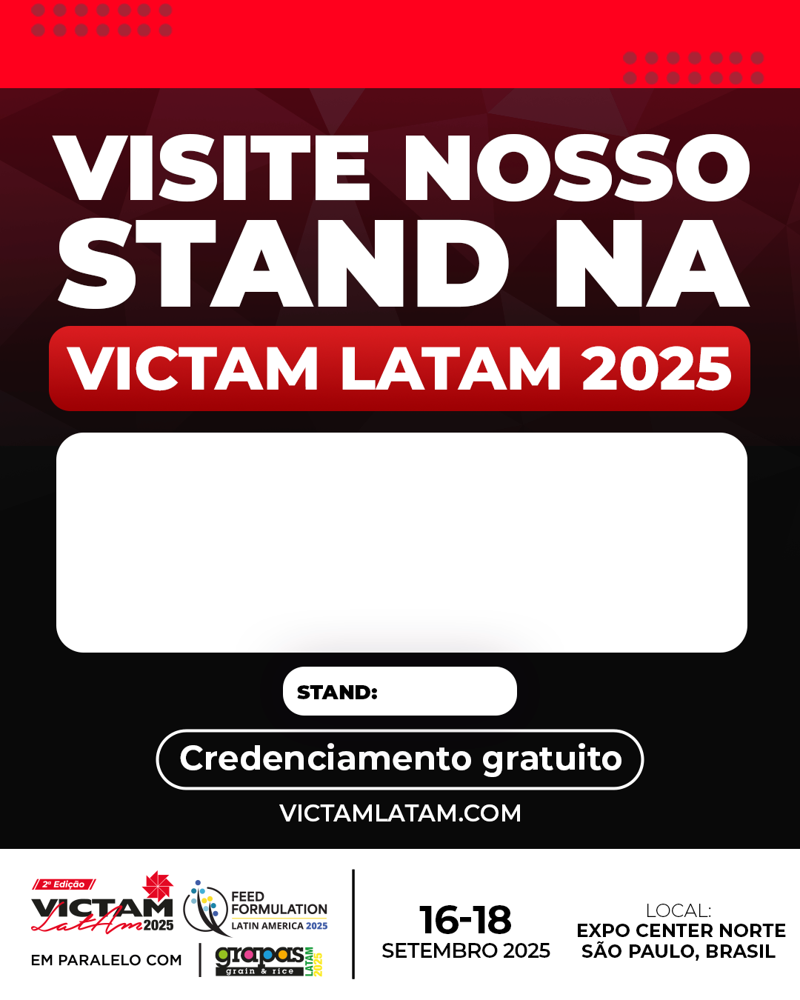 VISITE NOSSO
STAND NA
VICTAM LATAM 2025
STAND:
Credenciamento gratuito
VICTAMLATAM.COM
2ª Edição
VICTAM
LatAm 2025
FEED
FORMULATION
LATIN AMERICA 2025
EM PARALELO COM
grapas
grain & rice
LATAM
2025
16-18
SETEMBRO 2025
LOCAL:
EXPO CENTER NORTE
SÃO PAULO, BRASIL